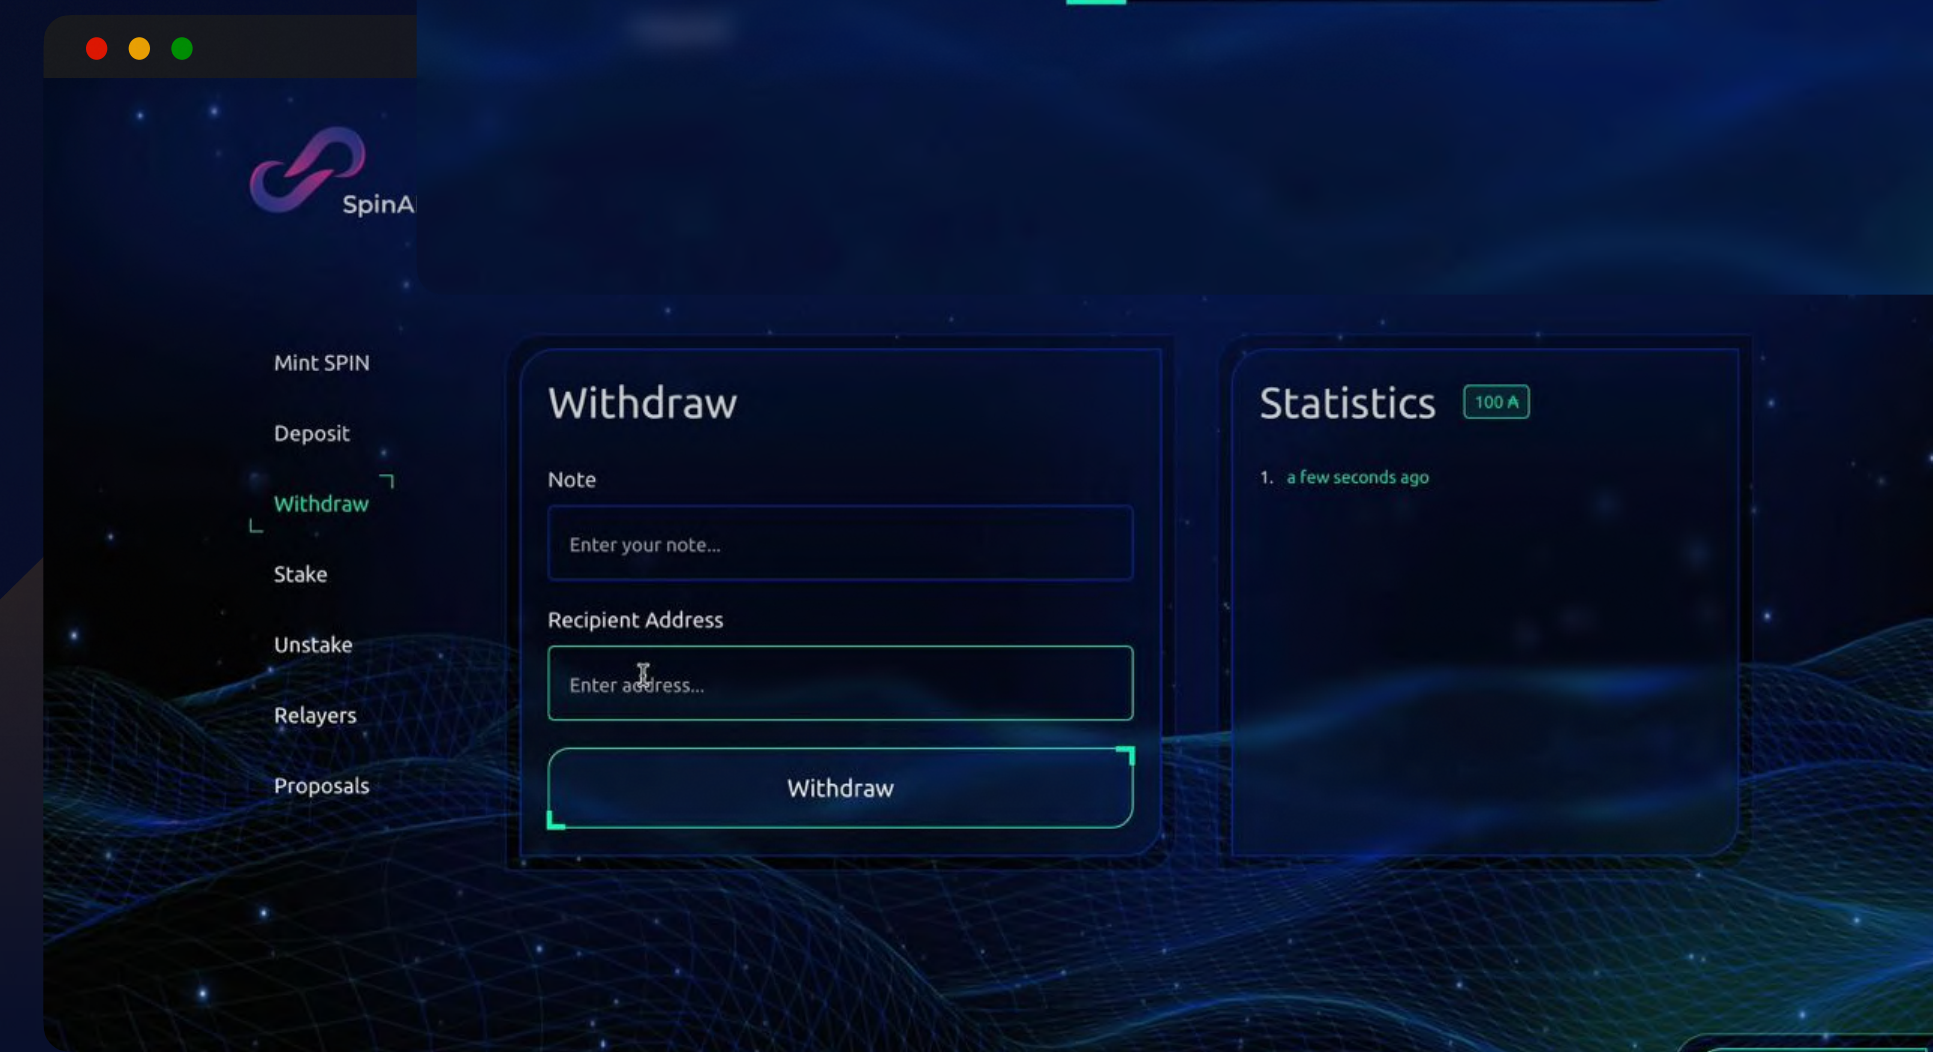 SpinA
Mint SPIN
Deposit
Withdraw
Stake
Unstake
Relayers
Proposals
Withdraw
Note
Enter your note...
Recipient Address
Enter address...
Withdraw
Statistics
100 ₳
1. a few seconds ago